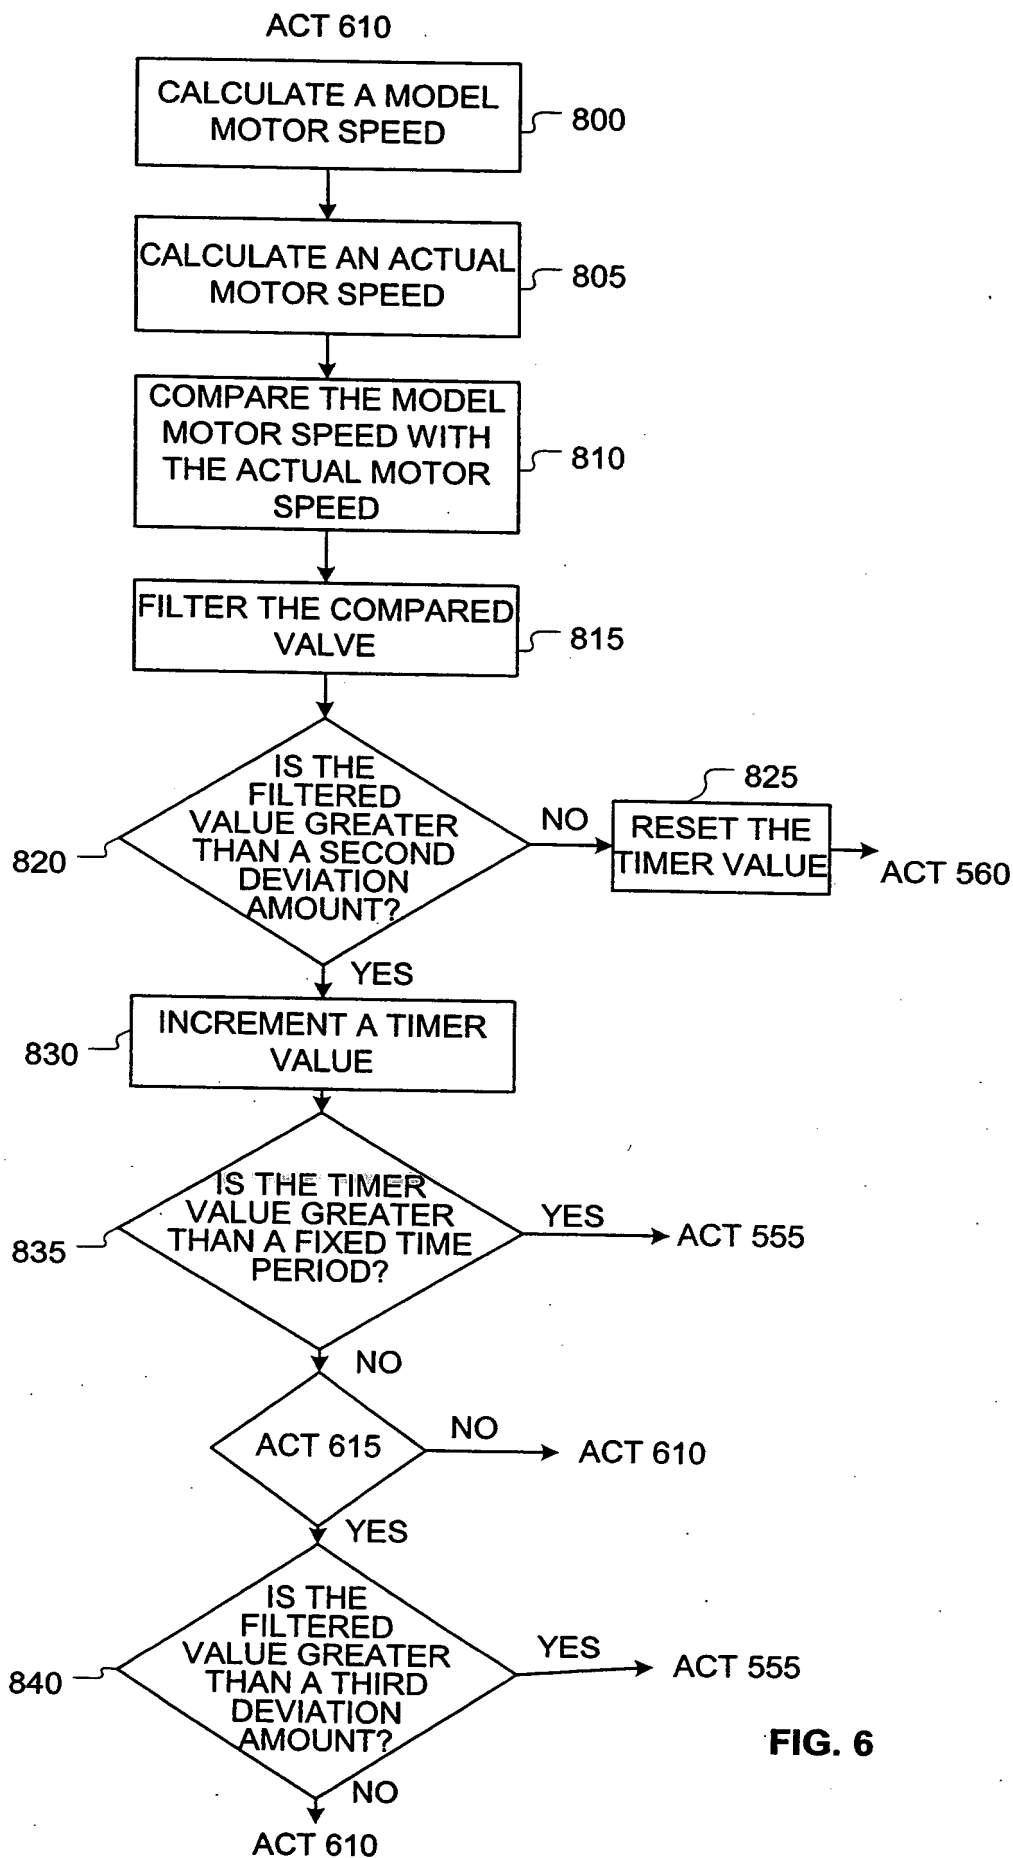 ACT 610
CALCULATE A MODEL
MOTOR SPEED
800
CALCULATE AN ACTUAL
MOTOR SPEED
805
COMPARE THE MODEL
MOTOR SPEED WITH
THE ACTUAL MOTOR
SPEED
810
FILTER THE COMPARED
VALVE
815
IS THE
FILTERED
VALUE GREATER
THAN A SECOND
DEVIATION
AMOUNT?
820
NO
825
RESET THE
TIMER VALUE
ACT 560
YES
INCREMENT A TIMER
VALUE
830
IS THE TIMER
VALUE GREATER
THAN A FIXED TIME
PERIOD?
835
YES
ACT 555
NO
ACT 615
NO
ACT 610
YES
IS THE
FILTERED
VALUE GREATER
THAN A THIRD
DEVIATION
AMOUNT?
840
YES
ACT 555
NO
ACT 610
FIG. 6